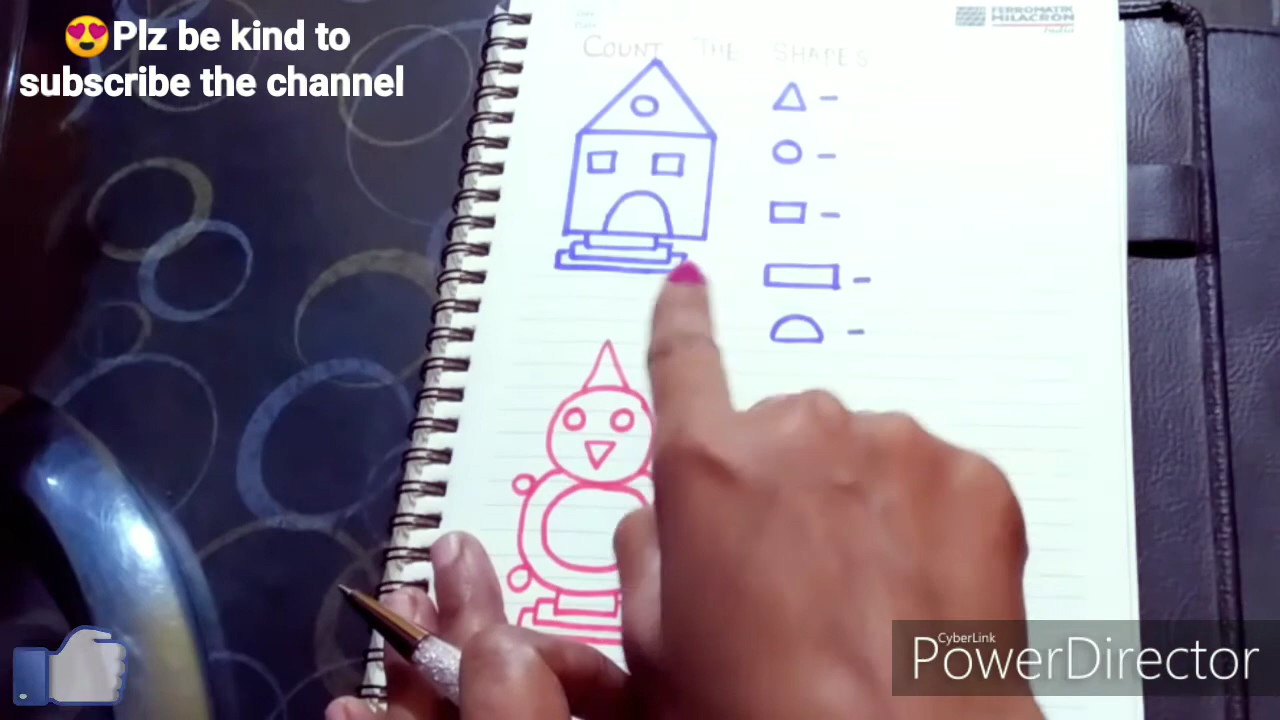 😍Plz be kind to
subscribe the channel
FERROMATIK
MILACRON
COUNT THE SHAPES
CyberLink
PowerDirector